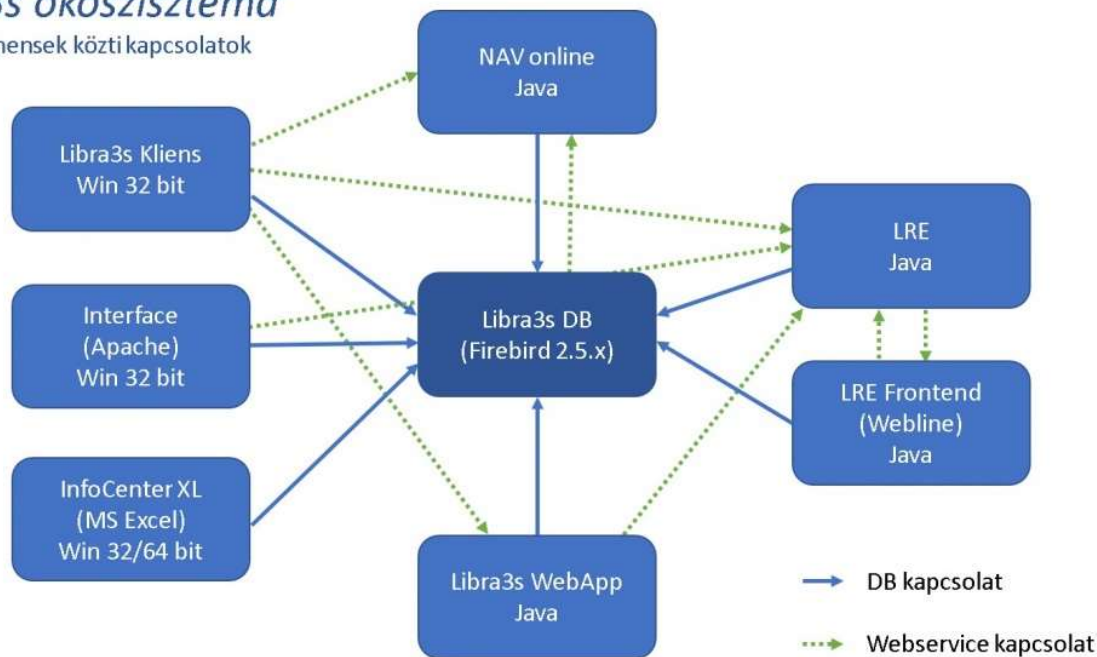 ökoszisztéma
közti kapcsolatok
NAV online
Java
Libra3s Kliens
Win 32 bit
LRE
Java
Interface
(Apache)
Win 32 bit
Libra3s DB
(Firebird 2.5.x)
LRE Frontend
(Webline)
Java
InfoCenter XL
(MS Excel)
Win 32/64 bit
Libra3s WebApp
Java
DB kapcsolat
Webservice kapcsolat